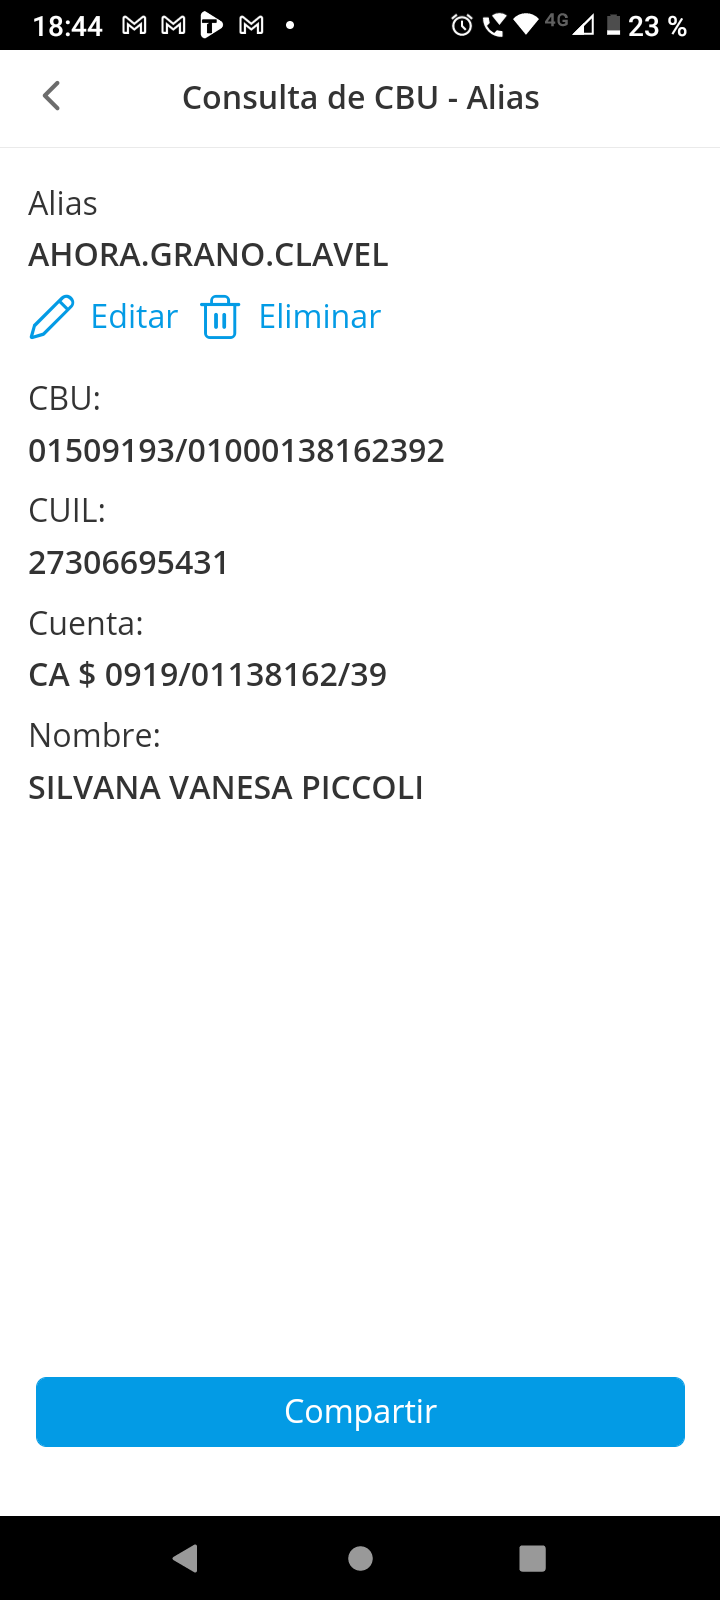 18:44 4G 23 %
Consulta de CBU - Alias
Alias
AHORA.GRANO.CLAVEL
Editar Eliminar
CBU:
01509193/01000138162392
CUIL:
27306695431
Cuenta:
CA $ 0919/01138162/39
Nombre:
SILVANA VANESA PICCOLI
Compartir